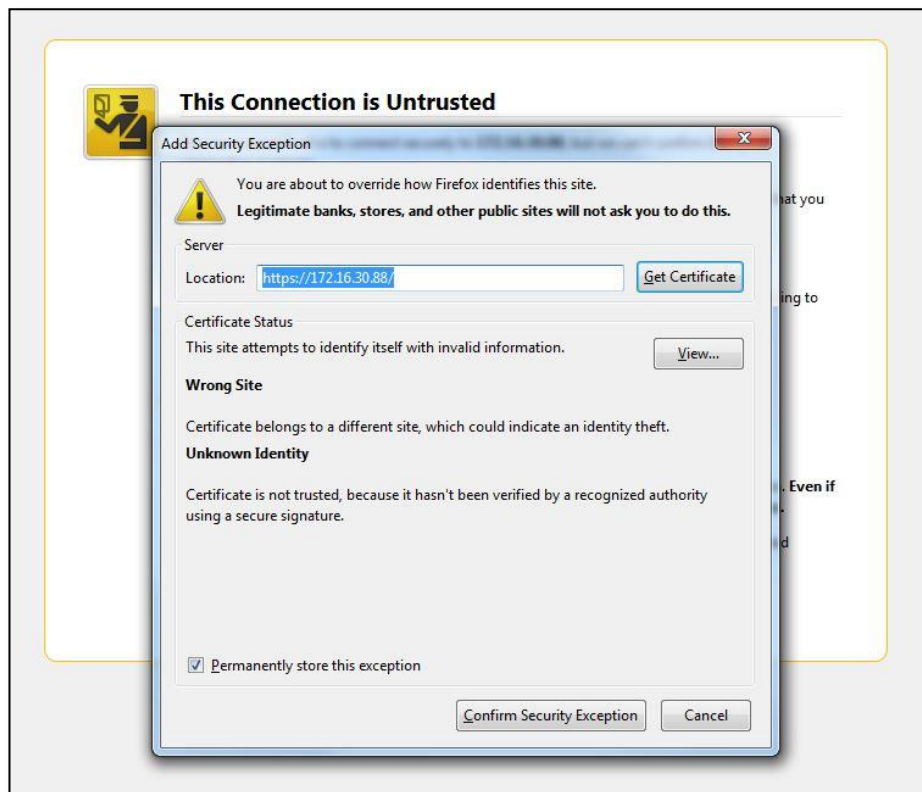 This Connection is Untrusted
Add Security Exception
You are about to override how Firefox identifies this site.
hat you
Legitimate banks, stores, and other public sites will not ask you to do this.
Server
Location: https://172.16.30.88/ Get Certificate
ing to
Certificate Status
This site attempts to identify itself with invalid information.
View...
Wrong Site
Certificate belongs to a different site, which could indicate an identity theft.
Unknown Identity
. Even if
Certificate is not trusted, because it hasn't been verified by a recognized authority
using a secure signature.
d
Permanently store this exception
Confirm Security Exception Cancel